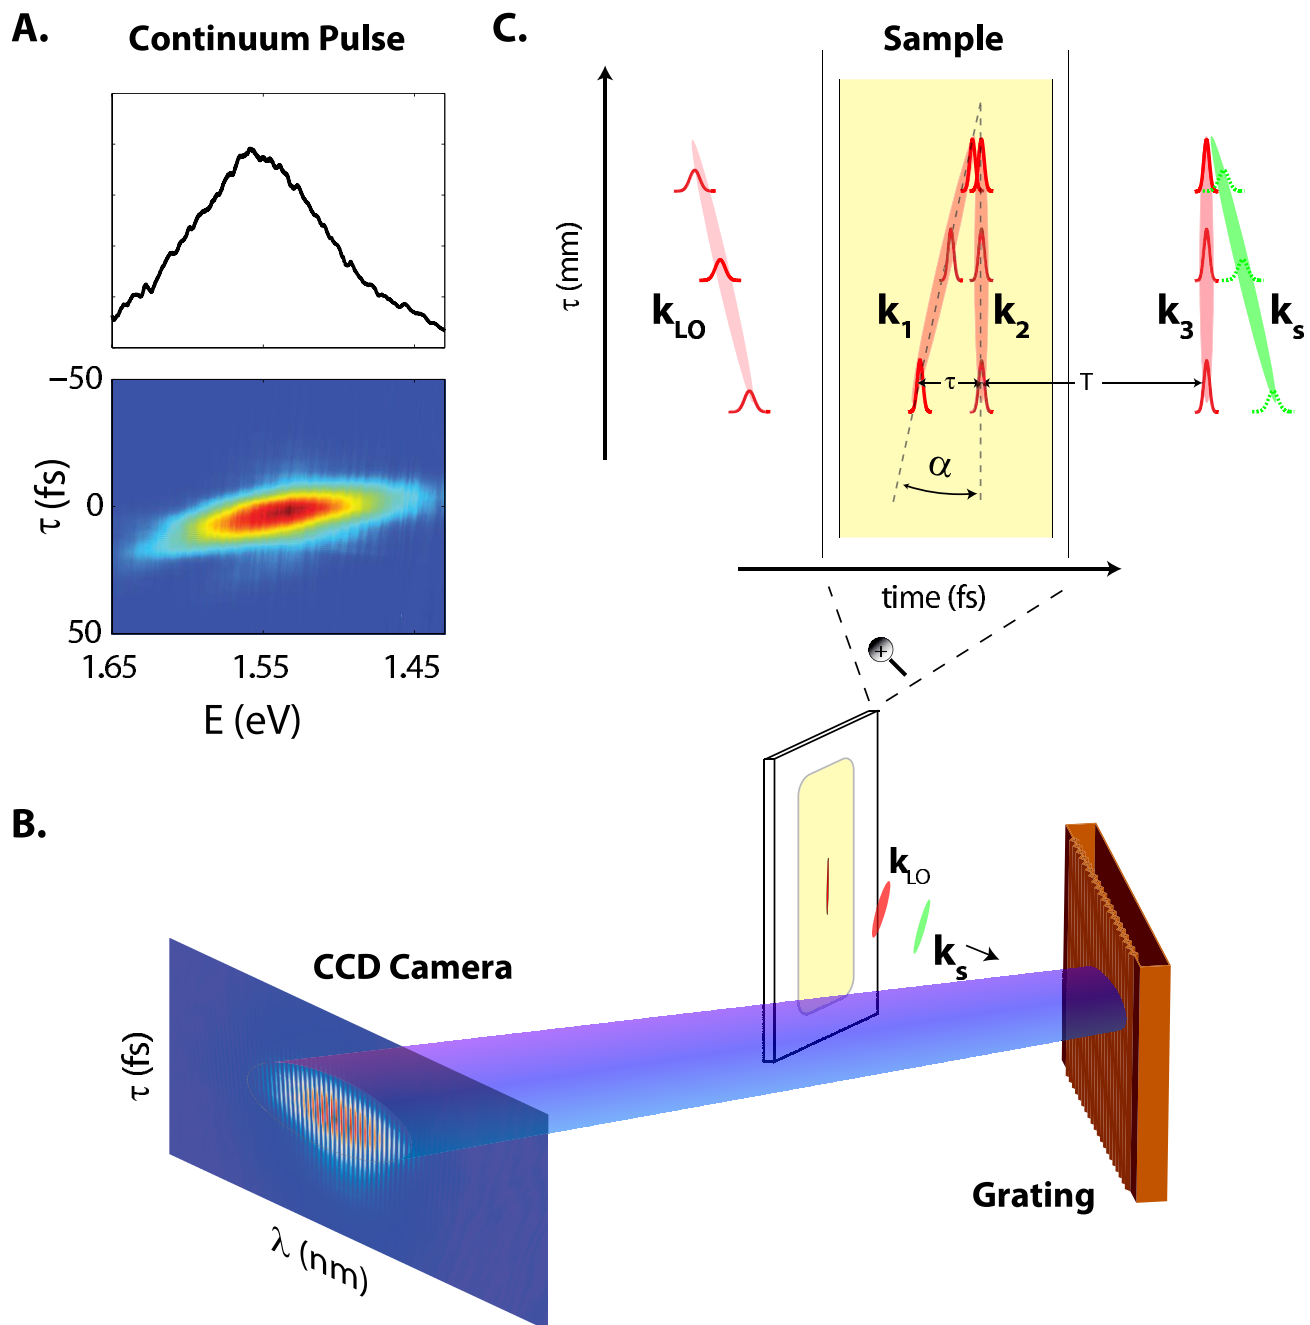 A.
Continuum Pulse
−50
0
50
τ (fs)
1.65
1.55
1.45
E (eV)
C.
Sample
τ (mm)
k_LO
k_1
k_2
k_3
k_s
τ
T
α
time (fs)
+
B.
CCD Camera
τ (fs)
λ (nm)
k_LO
k_s
Grating